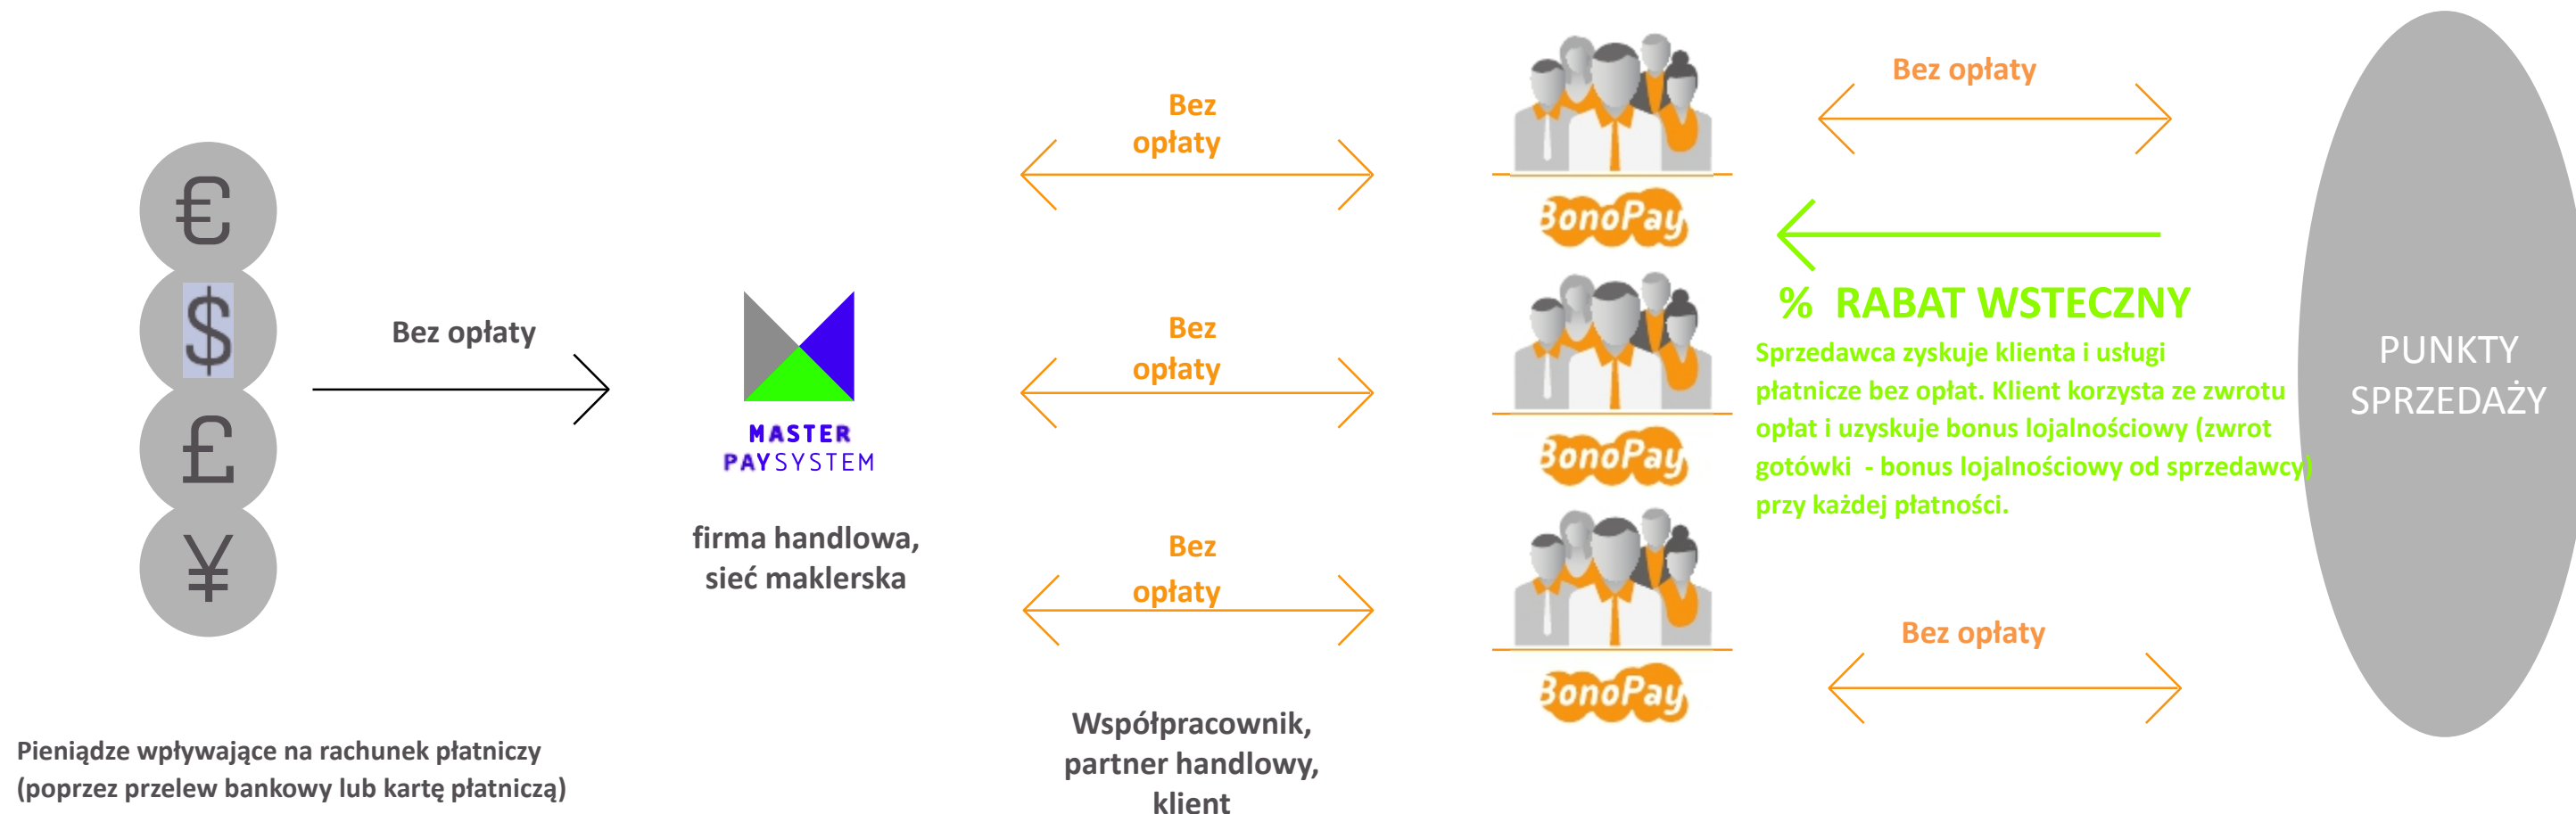 €
$
£
¥
Pieniądze wpływające na rachunek płatniczy
(poprzez przelew bankowy lub kartę płatniczą)
Bez opłaty
MASTER
PAYSYSTEM
firma handlowa,
sieć maklerska
Bez
opłaty
Bez
opłaty
Bez
opłaty
Współpracownik,
partner handlowy,
klient
BonoPay
BonoPay
BonoPay
Bez opłaty
% RABAT WSTECZNY
Sprzedawca zyskuje klienta i usługi
płatnicze bez opłat. Klient korzysta ze zwrotu
opłat i uzyskuje bonus lojalnościowy (zwrot
gotówki - bonus lojalnościowy od sprzedawcy)
przy każdej płatności.
Bez opłaty
PUNKTY
SPRZEDAŻY